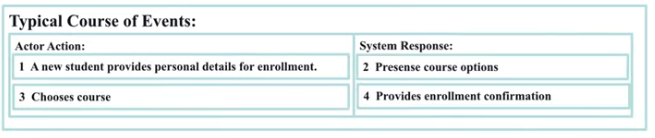 Typical Course of Events:
Actor Action: System Response:
1 A new student provides personal details for enrollment. 2 Presense course options
3 Chooses course 4 Provides enrollment confirmation